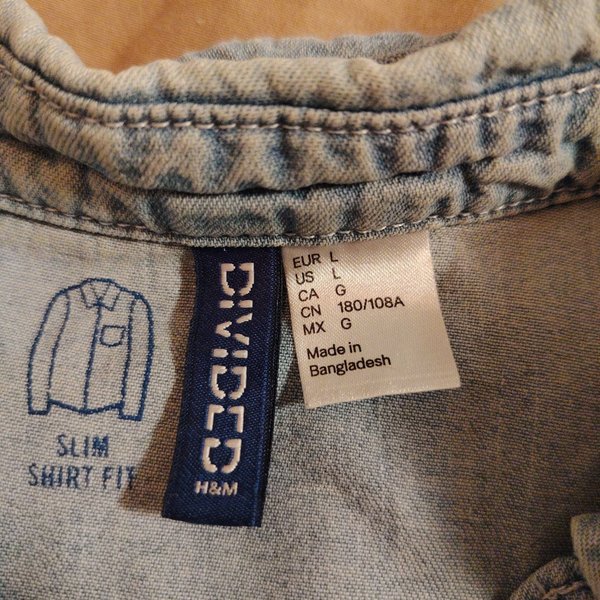 SLIM
SHIRT FIT
DIVIDED
H&M
EUR L
US L
CA G
CN 180/108A
MX G
Made in
Bangladesh